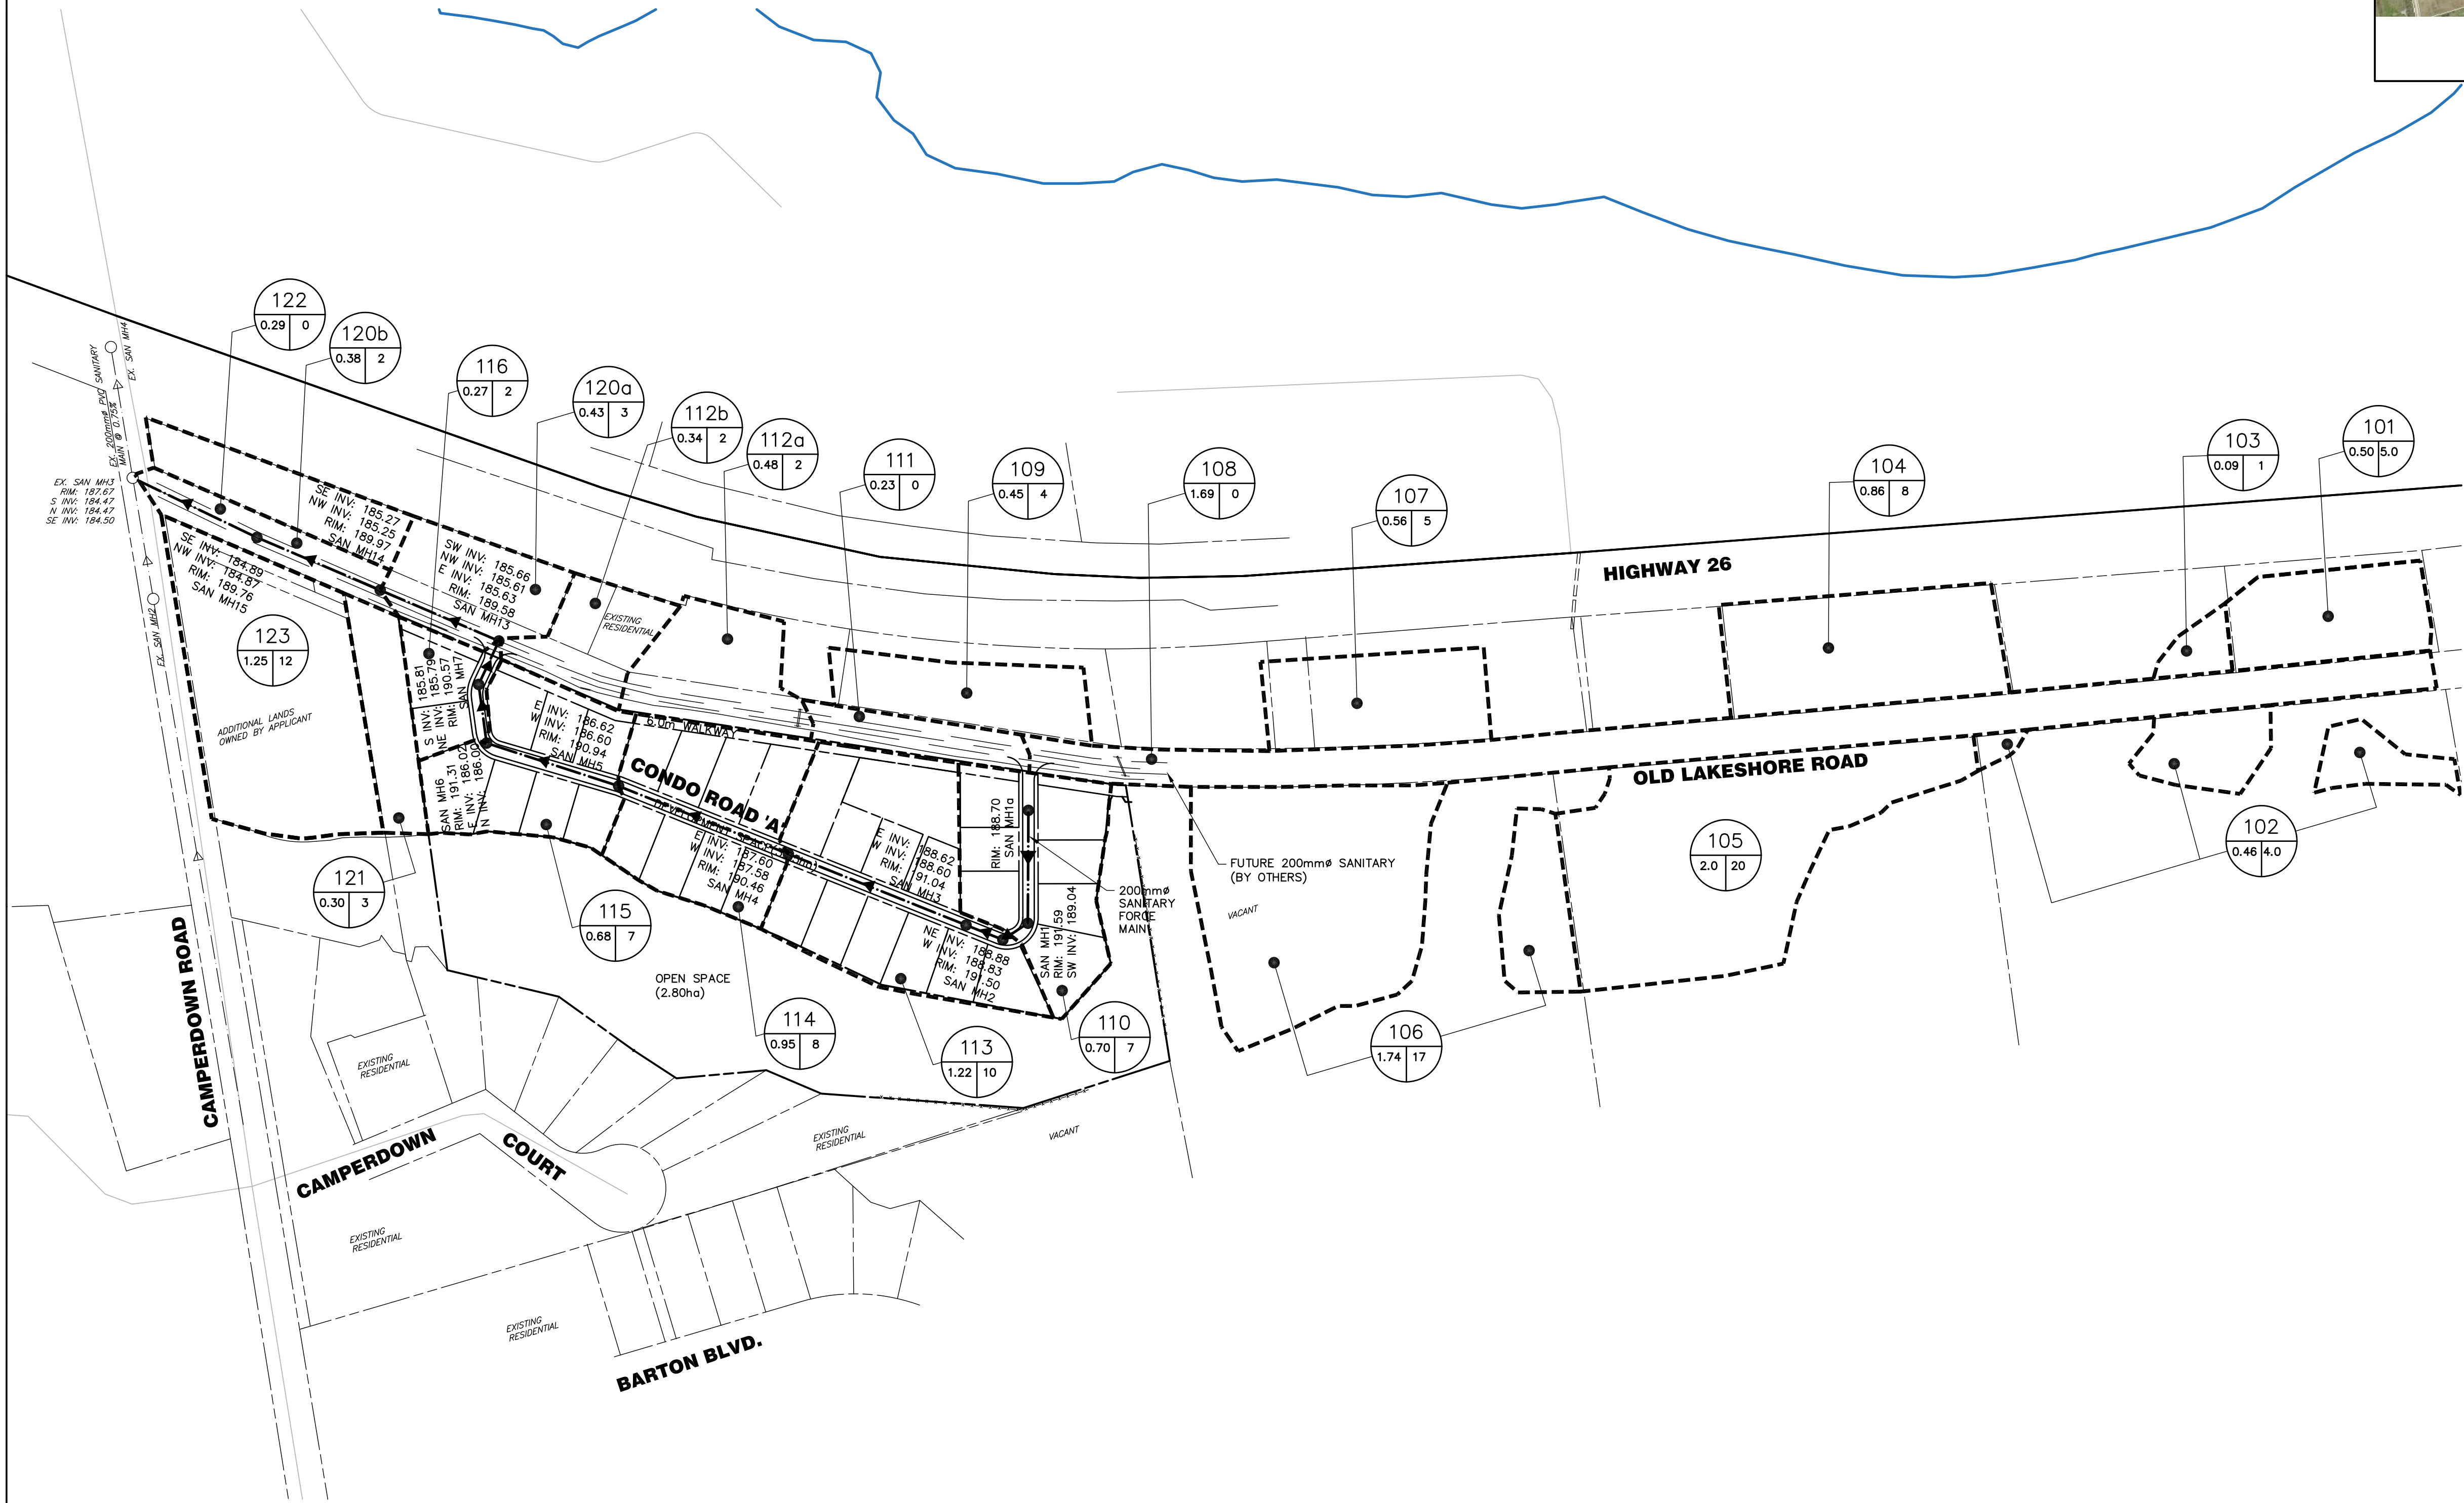 122
0.29 0
120b
0.38 2
116
0.27 2
120a
0.43 3
112b
0.34 2
112a
0.48 2
111
0.23 0
109
0.45 4
108
1.69 0
107
0.56 5
104
0.86 8
103
0.09 1
101
0.50 5.0
EX. SAN MH4
EX. 200mmø PVC SANITARY
MAIN @ 0.75%
EX. SAN MH3
RIM: 187.67
S INV: 184.47
N INV: 184.47
SE INV: 184.50
EX. SAN MH2
SE INV: 185.27
NW INV: 185.25
RIM: 189.97
SAN MH14
SE INV: 184.89
NW INV: 184.87
RIM: 189.76
SAN MH15
SW INV: 185.66
NW INV: 185.61
E INV: 185.63
RIM: 189.58
SAN MH13
EXISTING
RESIDENTIAL
HIGHWAY 26
OLD LAKESHORE ROAD
123
1.25 12
ADDITIONAL LANDS
OWNED BY APPLICANT
S INV: 185.81
NE INV: 185.79
RIM: 190.57
SAN MH7
SAN MH6
RIM: 191.31
E INV: 186.02
N INV: 186.00
E INV: 186.62
W INV: 186.60
RIM: 190.94
SAN MH5
6.0m WALKWAY
CONDO ROAD 'A'
E INV: 187.60
W INV: 187.58
RIM: 190.46
SAN MH4
E INV: 188.62
W INV: 188.60
RIM: 191.04
SAN MH3
RIM: 188.70
SAN MH1a
NE INV: 188.88
W INV: 188.83
RIM: 191.50
SAN MH2
SAN MH1
RIM: 191.59
SW INV: 189.04
200mmø
SANITARY
FORCE
MAIN
FUTURE 200mmø SANITARY
(BY OTHERS)
VACANT
105
2.0 20
102
0.46 4.0
121
0.30 3
115
0.68 7
114
0.95 8
113
1.22 10
110
0.70 7
106
1.74 17
OPEN SPACE
(2.80ha)
CAMPERDOWN ROAD
EXISTING
RESIDENTIAL
CAMPERDOWN
COURT
EXISTING
RESIDENTIAL
VACANT
EXISTING
RESIDENTIAL
EXISTING
RESIDENTIAL
BARTON BLVD.